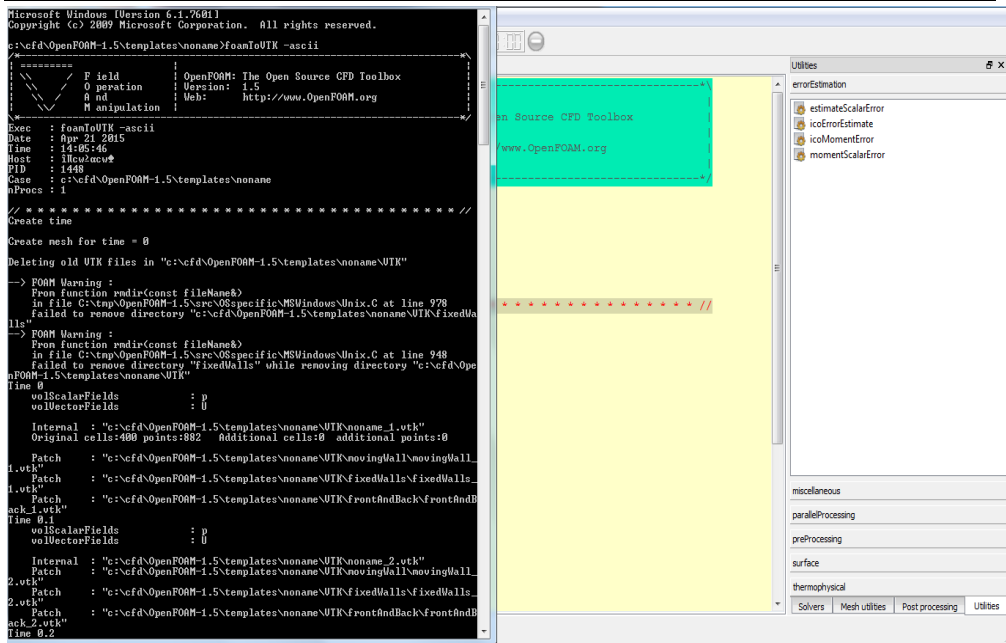 Microsoft Windows [Version 6.1.7601]
Copyright (c) 2009 Microsoft Corporation.  All rights reserved.
c:\cfd\OpenFOAM-1.5\templates\noname>foamToVTK -ascii
/*---------------------------------------------------------------------------*\
| =========                 |
| \\      /  F ield         | OpenFOAM: The Open Source CFD Toolbox
|  \\    /   O peration     | Version:  1.5
|   \\  /    A nd           | Web:      http://www.OpenFOAM.org
|    \\/     M anipulation  |
\*---------------------------------------------------------------------------*/
Exec   : foamToVTK -ascii
Date   : Apr 21 2015
Time   : 14:05:46
Host   :
PID    : 1448
Case   : c:\cfd\OpenFOAM-1.5\templates\noname
nProcs : 1
// * * * * * * * * * * * * * * * * * * * * * * * * * * * * * * * * * * * * * //
Create time
Create mesh for time = 0
Deleting old VTK files in "c:\cfd\OpenFOAM-1.5\templates\noname\VTK"
--> FOAM Warning :
From function rmdir(const fileName&)
in file C:\tmp\OpenFOAM-1.5\src\OSspecific\MSWindows\Unix.C at line 978
failed to remove directory "c:\cfd\OpenFOAM-1.5\templates\noname\VTK\fixedWa
lls"
--> FOAM Warning :
From function rmdir(const fileName&)
in file C:\tmp\OpenFOAM-1.5\src\OSspecific\MSWindows\Unix.C at line 948
failed to remove directory "fixedWalls" while removing directory "c:\cfd\Ope
nFOAM-1.5\templates\noname\VTK"
Time 0
volScalarFields            : p
volVectorFields            : U
Internal  : "c:\cfd\OpenFOAM-1.5\templates\noname\VTK\noname_1.vtk"
Original cells:400 points:882   Additional cells:0  additional points:0
Patch     : "c:\cfd\OpenFOAM-1.5\templates\noname\VTK\movingWall\movingWall_
1.vtk"
Patch     : "c:\cfd\OpenFOAM-1.5\templates\noname\VTK\fixedWalls\fixedWalls_
1.vtk"
Patch     : "c:\cfd\OpenFOAM-1.5\templates\noname\VTK\frontAndBack\frontAndB
ack_1.vtk"
Time 0.1
volScalarFields            : p
volVectorFields            : U
Internal  : "c:\cfd\OpenFOAM-1.5\templates\noname\VTK\noname_2.vtk"
Patch     : "c:\cfd\OpenFOAM-1.5\templates\noname\VTK\movingWall\movingWall_
2.vtk"
Patch     : "c:\cfd\OpenFOAM-1.5\templates\noname\VTK\fixedWalls\fixedWalls_
2.vtk"
Patch     : "c:\cfd\OpenFOAM-1.5\templates\noname\VTK\frontAndBack\frontAndB
ack_2.vtk"
Time 0.2
---------------------------*\
en Source CFD Toolbox
/www.OpenFOAM.org
---------------------------*/
* * * * * * * * * * * * * * * //
Utilities
errorEstimation
estimateScalarError
icoErrorEstimate
icoMomentError
momentScalarError
miscellaneous
parallelProcessing
preProcessing
surface
thermophysical
Solvers
Mesh utilities
Post processing
Utilities